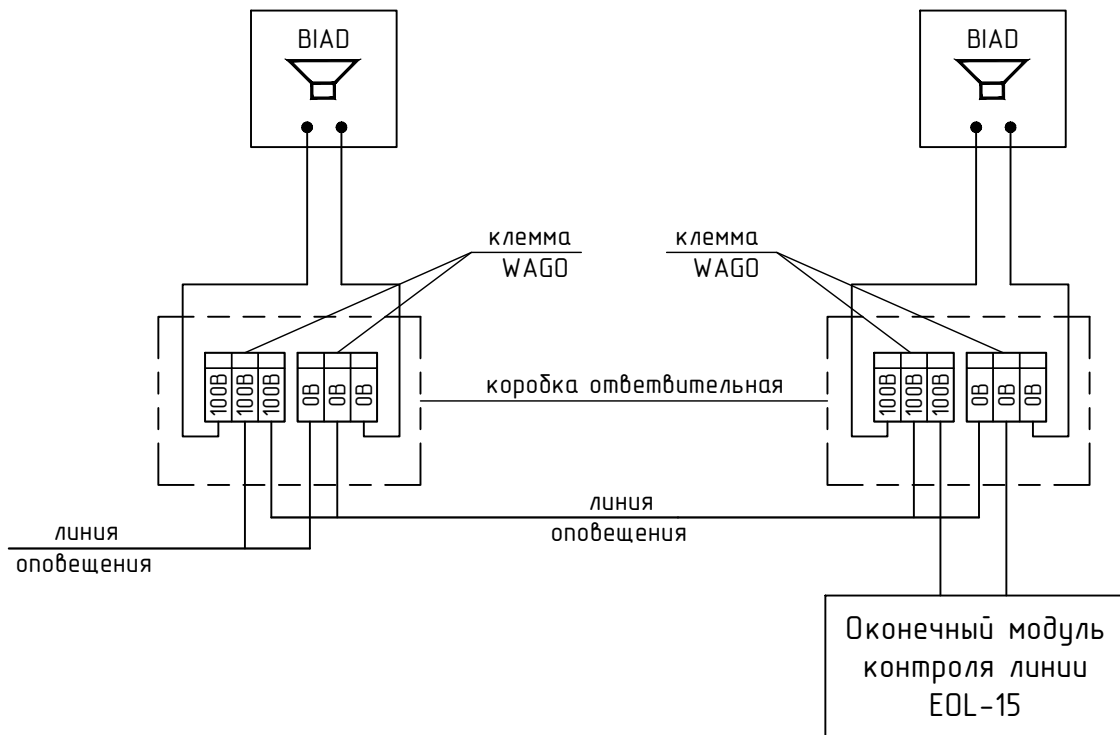 BIAD
BIAD
клемма
WAGO
клемма
WAGO
100В
100В
100В
0В
0В
0В
коробка ответвительная
100В
100В
100В
0В
0В
0В
линия
оповещения
линия
оповещения
Оконечный модуль
контроля линии
EOL-15